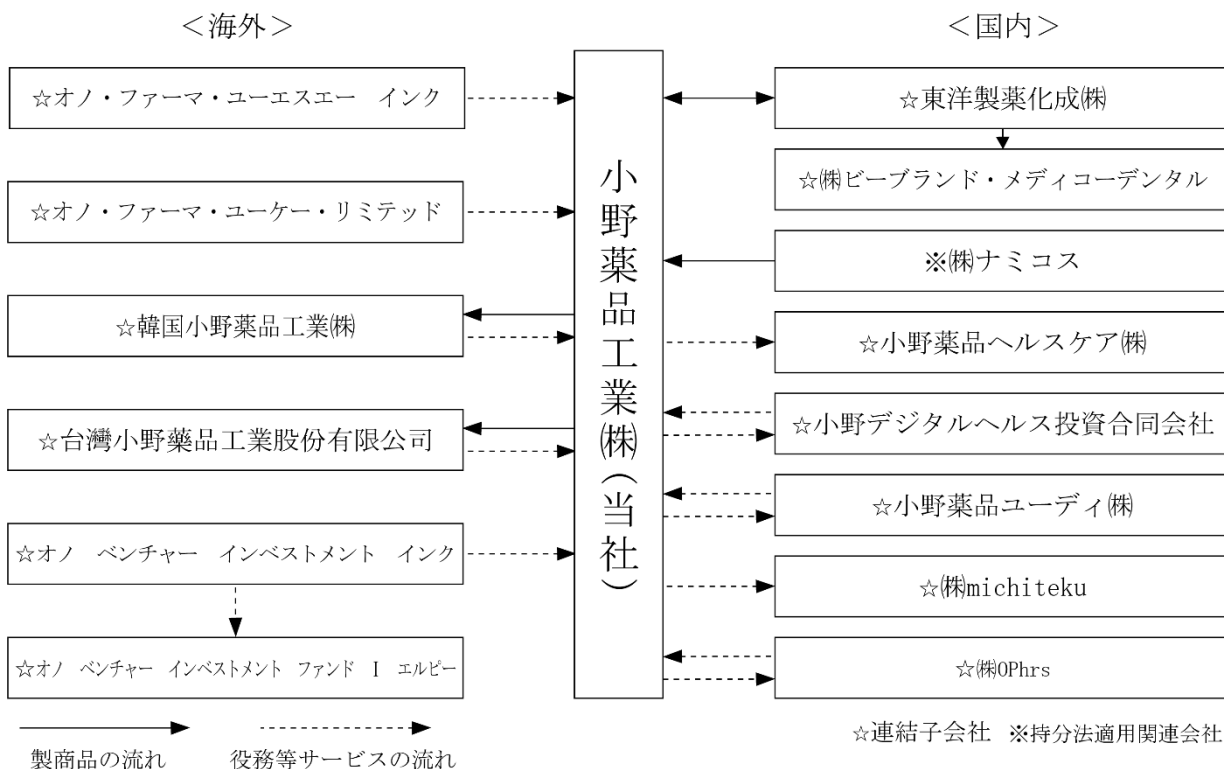 ＜海外＞
☆オノ・ファーマ・ユーエスエー　インク
☆オノ・ファーマ・ユーケー・リミテッド
☆韓国小野薬品工業㈱
☆台灣小野藥品工業股份有限公司
☆オノ　ベンチャー　インベストメント　インク
☆オノ　ベンチャー　インベストメント　ファンド　Ⅰ　エルピー
小野薬品工業㈱(当社)
＜国内＞
☆東洋製薬化成㈱
☆㈱ビーブランド・メディコーデンタル
※㈱ナミコス
☆小野薬品ヘルスケア㈱
☆小野デジタルヘルス投資合同会社
☆小野薬品ユーディ㈱
☆㈱michiteku
☆㈱OPhrs
製商品の流れ
役務等サービスの流れ
☆連結子会社　※持分法適用関連会社